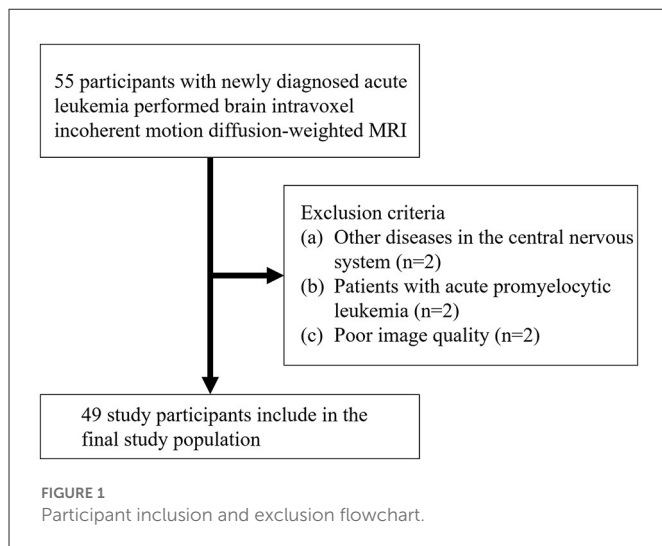 55 participants with newly diagnosed acute
leukemia performed brain intravoxel
incoherent motion diffusion-weighted MRI
Exclusion criteria
(a) Other diseases in the central nervous
system (n=2)
(b) Patients with acute promyelocytic
leukemia (n=2)
(c) Poor image quality (n=2)
49 study participants include in the
final study population
FIGURE 1
Participant inclusion and exclusion flowchart.